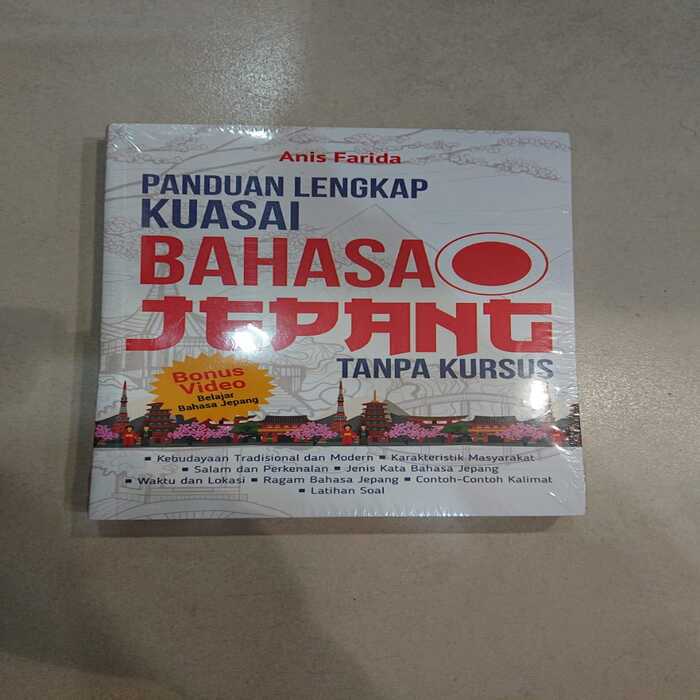 Anis Farida
PANDUAN LENGKAP
KUASAI
BAHASA
JEPANG
TANPA KURSUS
Bonus
Video
Belajar
Bahasa Jepang
▪ Kebudayaan Tradisional dan Modern ▪ Karakteristik Masyarakat
▪ Salam dan Perkenalan ▪ Jenis Kata Bahasa Jepang
▪ Waktu dan Lokasi ▪ Ragam Bahasa Jepang ▪ Contoh-Contoh Kalimat
▪ Latihan Soal